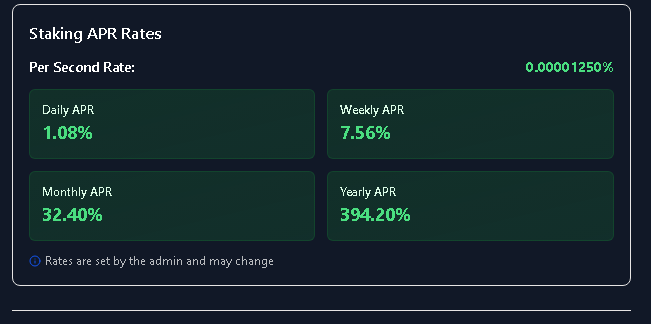 Staking APR Rates
Per Second Rate: 0.00001250%
Daily APR
1.08%
Weekly APR
7.56%
Monthly APR
32.40%
Yearly APR
394.20%
Rates are set by the admin and may change